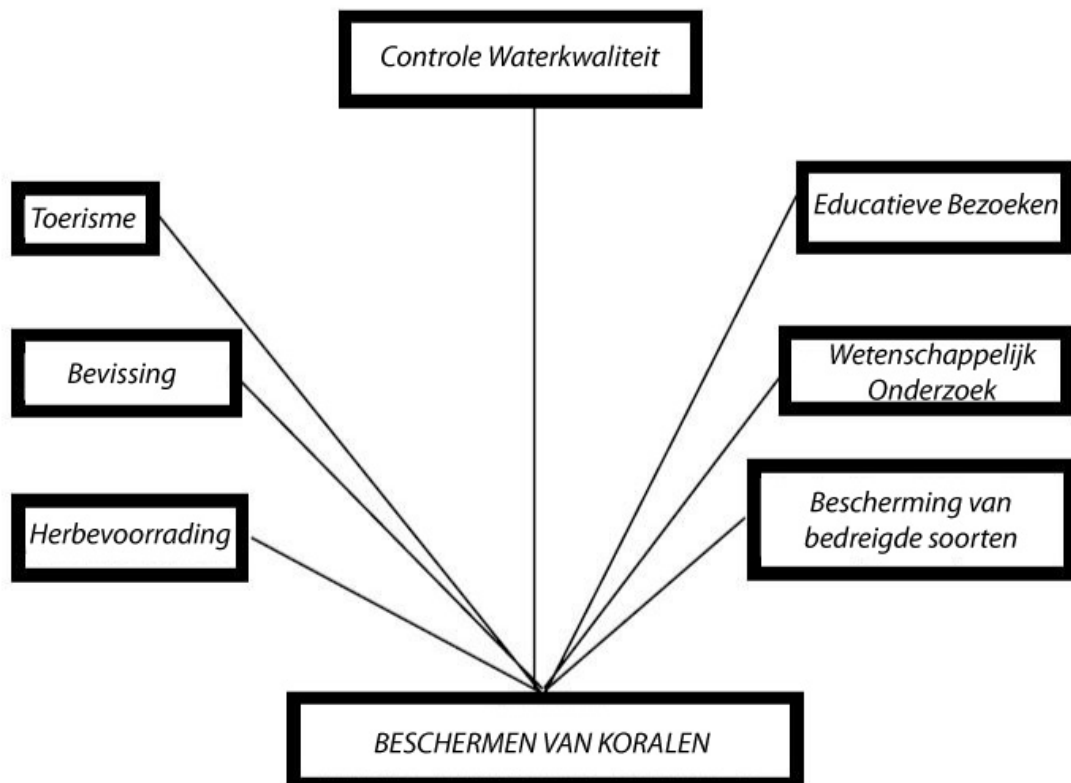 Controle Waterkwaliteit
Toerisme
Educatieve Bezoeken
Bevissing
Wetenschappelijk
Onderzoek
Herbevoorrading
Bescherming van
bedreigde soorten
BESCHERMEN VAN KORALEN